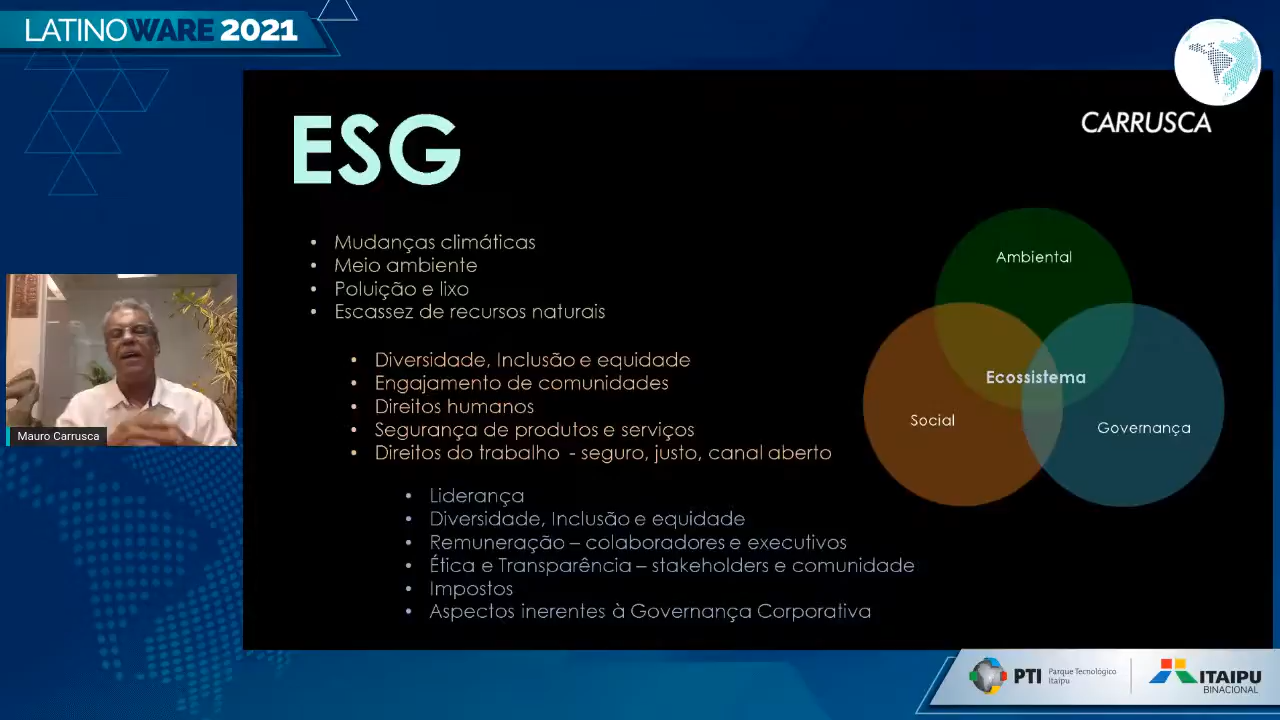 LATINOWARE 2021
CARRUSCA
ESG
• Mudanças climáticas
• Meio ambiente
• Poluição e lixo
• Escassez de recursos naturais
• Diversidade, Inclusão e equidade
• Engajamento de comunidades
• Direitos humanos
• Segurança de produtos e serviços
• Direitos do trabalho - seguro, justo, canal aberto
• Liderança
• Diversidade, Inclusão e equidade
• Remuneração – colaboradores e executivos
• Ética e Transparência – stakeholders e comunidade
• Impostos
• Aspectos inerentes à Governança Corporativa
Ambiental
Ecossistema
Social
Governança
Mauro Carrusca
PTI
Parque Tecnológico
Itaipu
ITAIPU
BINACIONAL